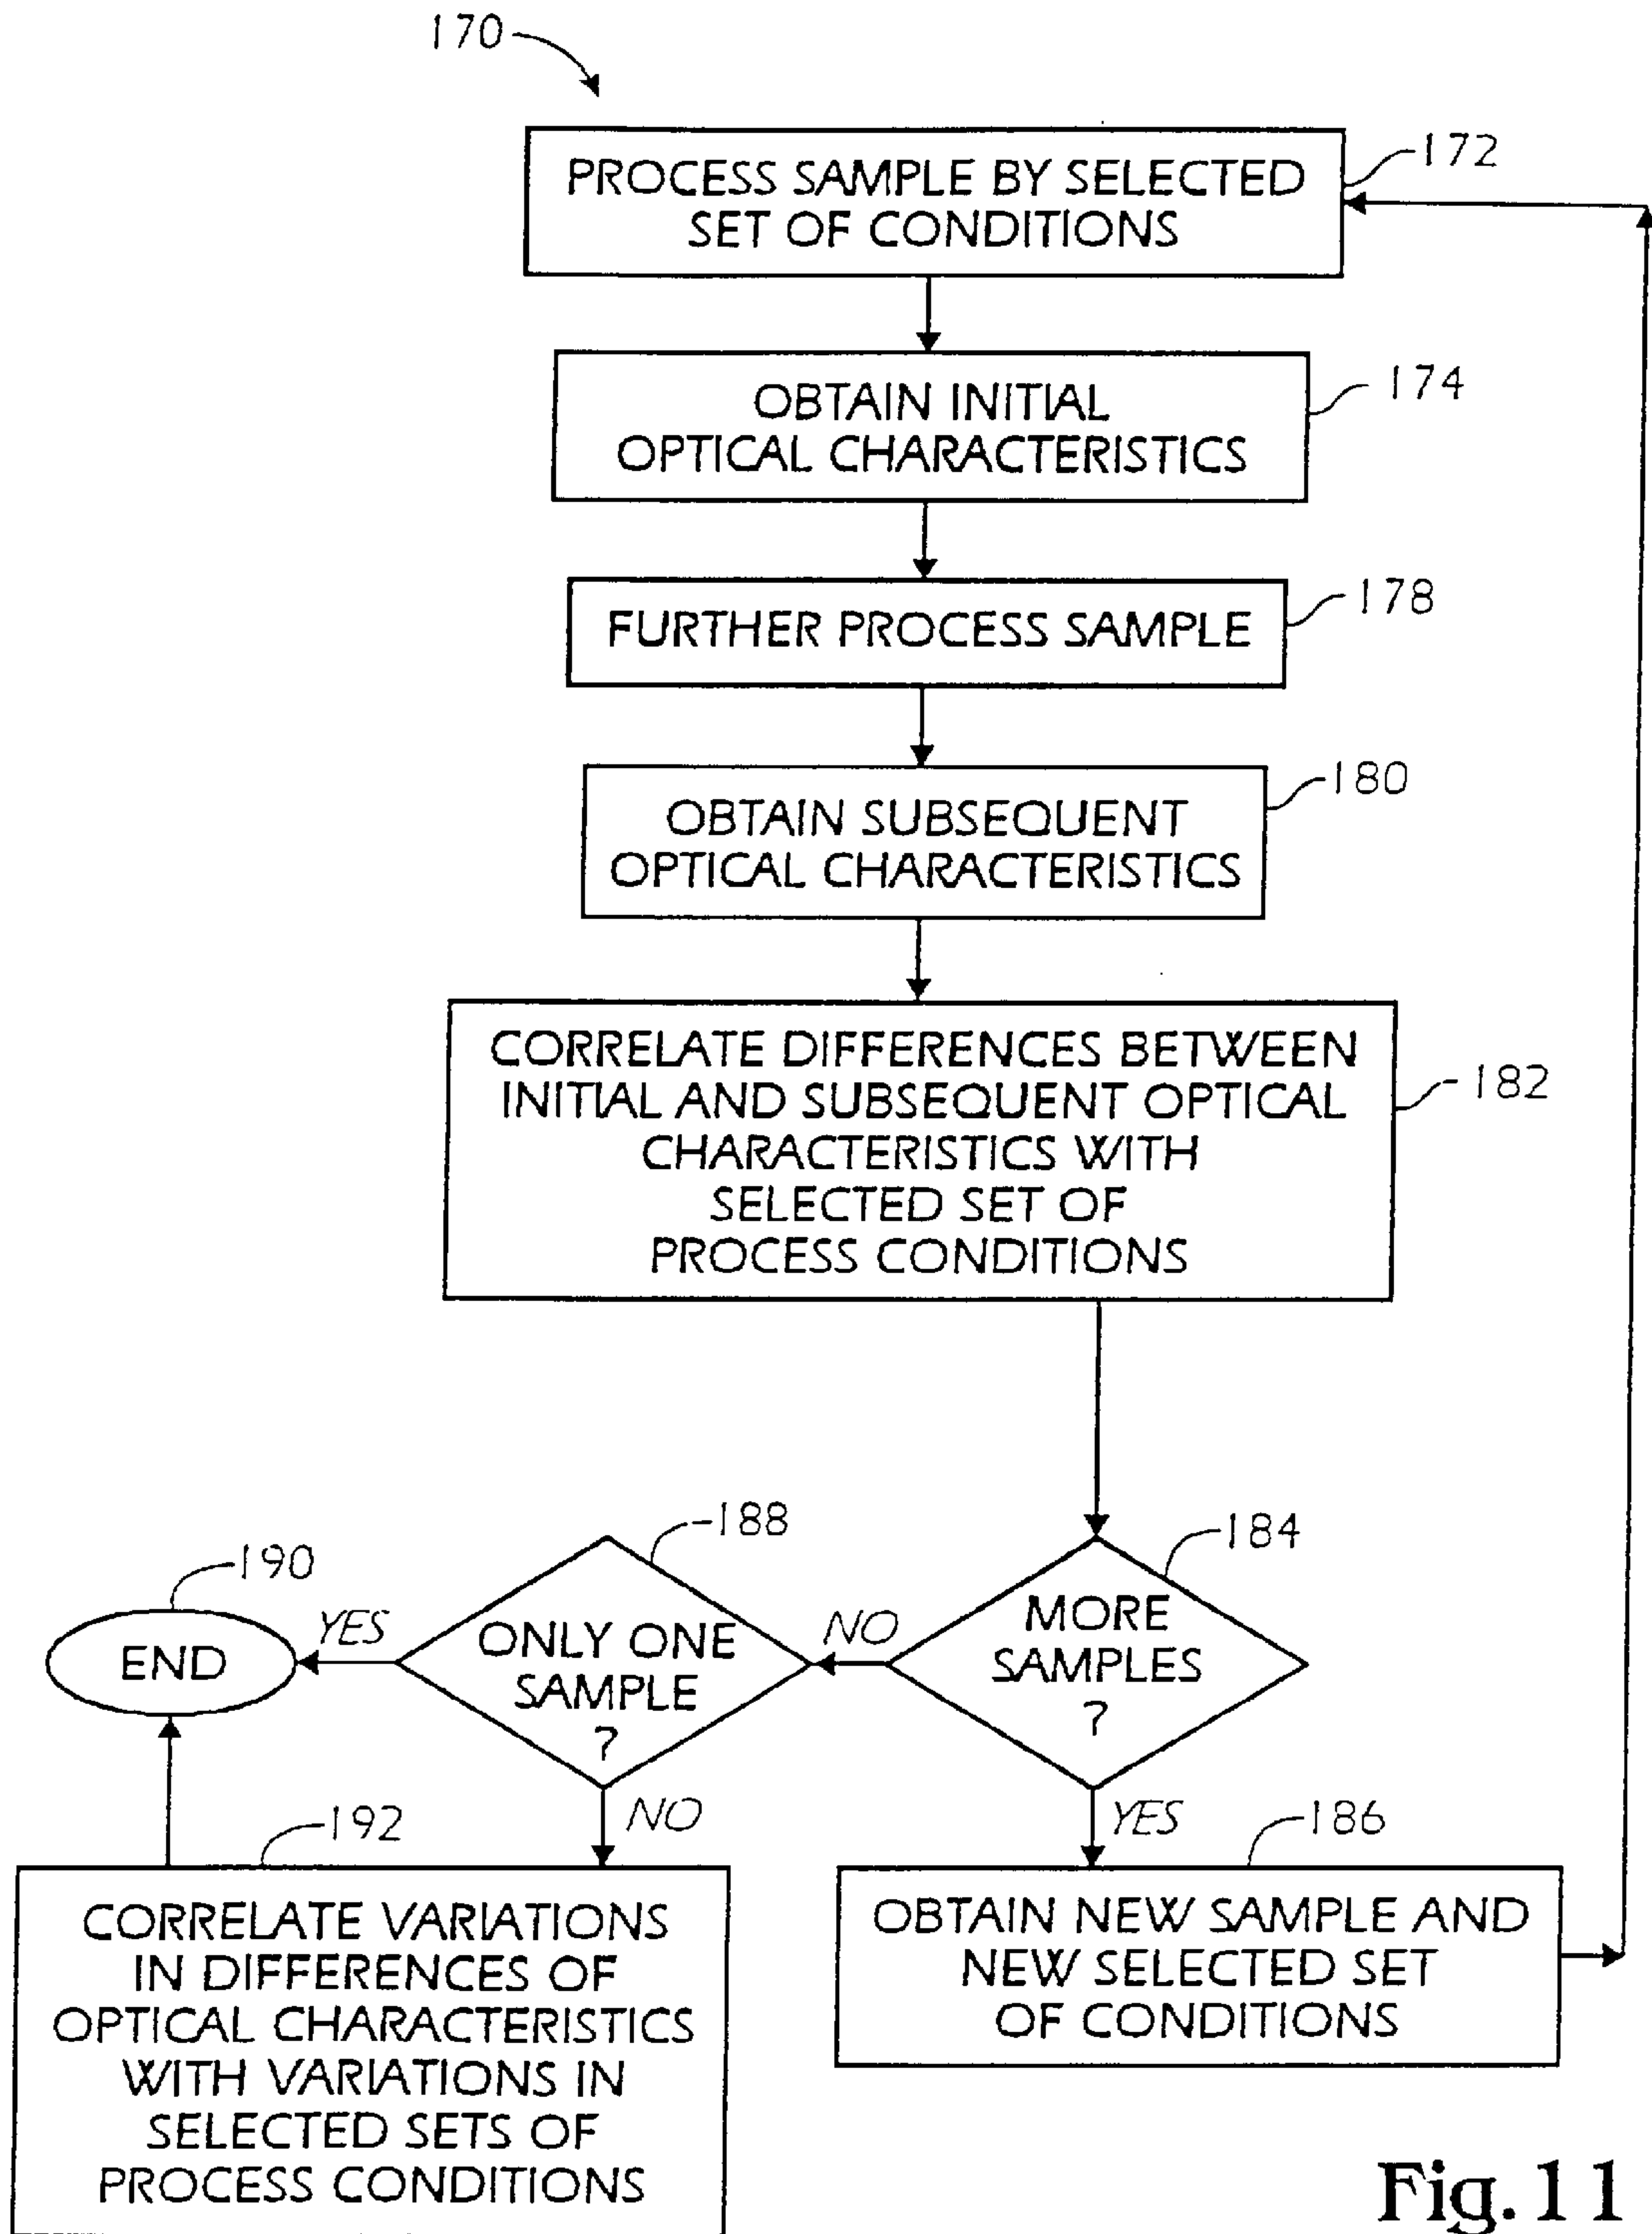 170
PROCESS SAMPLE BY SELECTED
SET OF CONDITIONS
172
OBTAIN INITIAL
OPTICAL CHARACTERISTICS
174
FURTHER PROCESS SAMPLE
178
OBTAIN SUBSEQUENT
OPTICAL CHARACTERISTICS
180
CORRELATE DIFFERENCES BETWEEN
INITIAL AND SUBSEQUENT OPTICAL
CHARACTERISTICS WITH
SELECTED SET OF
PROCESS CONDITIONS
182
MORE
SAMPLES
?
184
NO
YES
ONLY ONE
SAMPLE
?
188
YES
NO
END
190
CORRELATE VARIATIONS
IN DIFFERENCES OF
OPTICAL CHARACTERISTICS
WITH VARIATIONS IN
SELECTED SETS OF
PROCESS CONDITIONS
192
OBTAIN NEW SAMPLE AND
NEW SELECTED SET
OF CONDITIONS
186
Fig.11